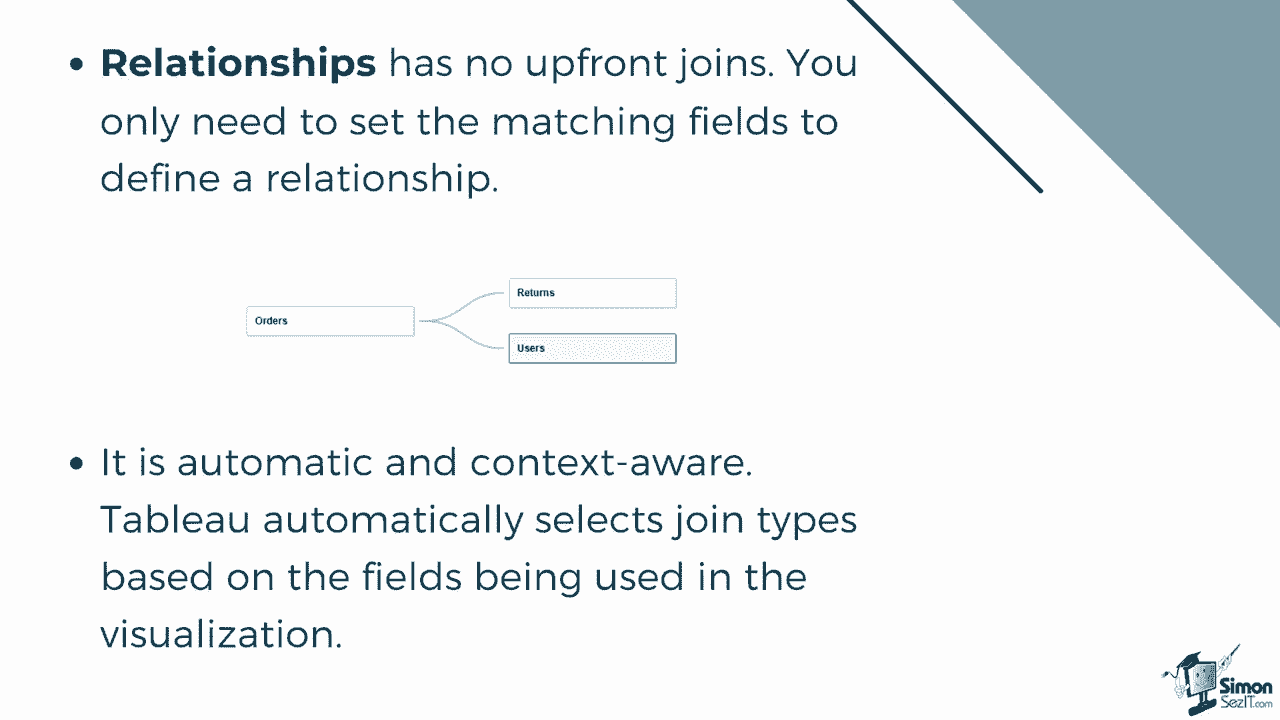 • Relationships has no upfront joins. You
only need to set the matching fields to
define a relationship.
Orders
Returns
Users
• It is automatic and context-aware.
Tableau automatically selects join types
based on the fields being used in the
visualization.
Simon
SezIT.com